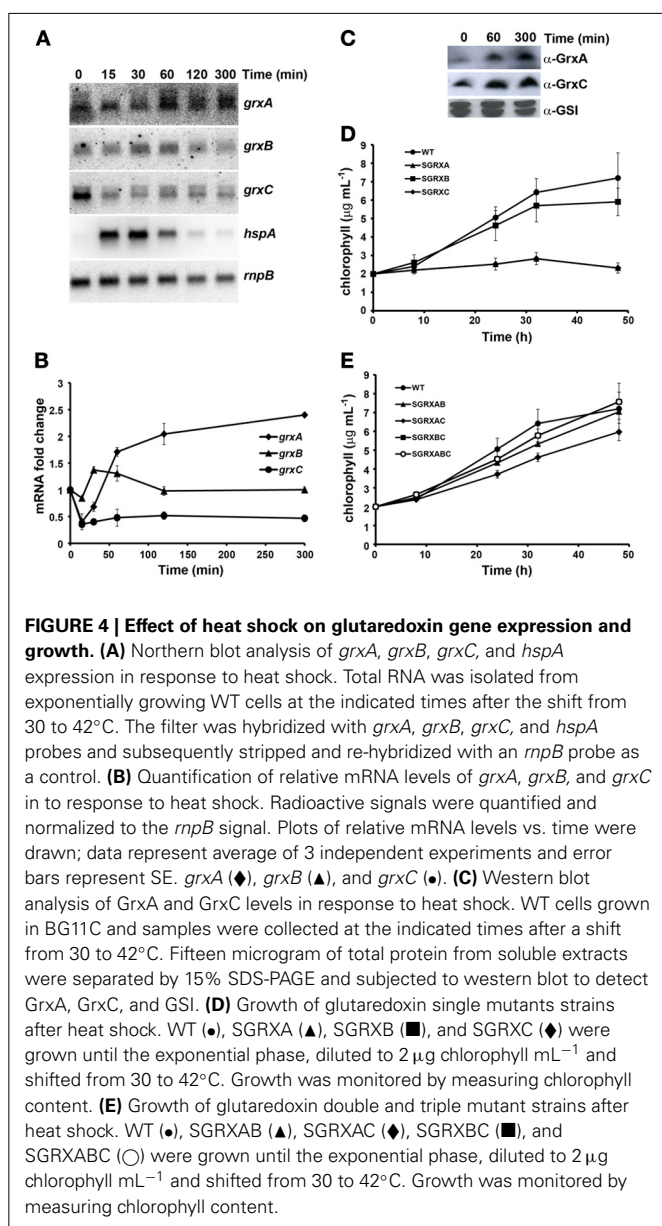 A
0 15 30 60 120 300 Time (min)
grxA
grxB
grxC
hspA
rnpB
B
mRNA fold change
3
2.5
2
1.5
1
0.5
0
0 50 100 150 200 250 300
Time (min)
grxA
grxB
grxC
C
0 60 300 Time (min)
α-GrxA
α-GrxC
α-GSI
D
chlorophyll (µg mL⁻¹)
9
8
7
6
5
4
3
2
1
0
0 10 20 30 40 50
Time (h)
WT
SGRXA
SGRXB
SGRXC
E
chlorophyll (µg mL⁻¹)
9
8
7
6
5
4
3
2
1
0
0 10 20 30 40 50
Time (h)
WT
SGRXAB
SGRXAC
SGRXBC
SGRXABC
FIGURE 4 | Effect of heat shock on glutaredoxin gene expression and
growth. (A) Northern blot analysis of grxA, grxB, grxC, and hspA
expression in response to heat shock. Total RNA was isolated from
exponentially growing WT cells at the indicated times after the shift from
30 to 42°C. The filter was hybridized with grxA, grxB, grxC, and hspA
probes and subsequently stripped and re-hybridized with an rnpB probe as
a control. (B) Quantification of relative mRNA levels of grxA, grxB, and grxC
in to response to heat shock. Radioactive signals were quantified and
normalized to the rnpB signal. Plots of relative mRNA levels vs. time were
drawn; data represent average of 3 independent experiments and error
bars represent SE. grxA (♦), grxB (▲), and grxC (•). (C) Western blot
analysis of GrxA and GrxC levels in response to heat shock. WT cells grown
in BG11C and samples were collected at the indicated times after a shift
from 30 to 42°C. Fifteen microgram of total protein from soluble extracts
were separated by 15% SDS-PAGE and subjected to western blot to detect
GrxA, GrxC, and GSI. (D) Growth of glutaredoxin single mutants strains
after heat shock. WT (•), SGRXA (▲), SGRXB (■), and SGRXC (♦) were
grown until the exponential phase, diluted to 2 µg chlorophyll mL⁻¹ and
shifted from 30 to 42°C. Growth was monitored by measuring chlorophyll
content. (E) Growth of glutaredoxin double and triple mutant strains after
heat shock. WT (•), SGRXAB (▲), SGRXAC (♦), SGRXBC (■), and
SGRXABC (○) were grown until the exponential phase, diluted to 2 µg
chlorophyll mL⁻¹ and shifted from 30 to 42°C. Growth was monitored by
measuring chlorophyll content.